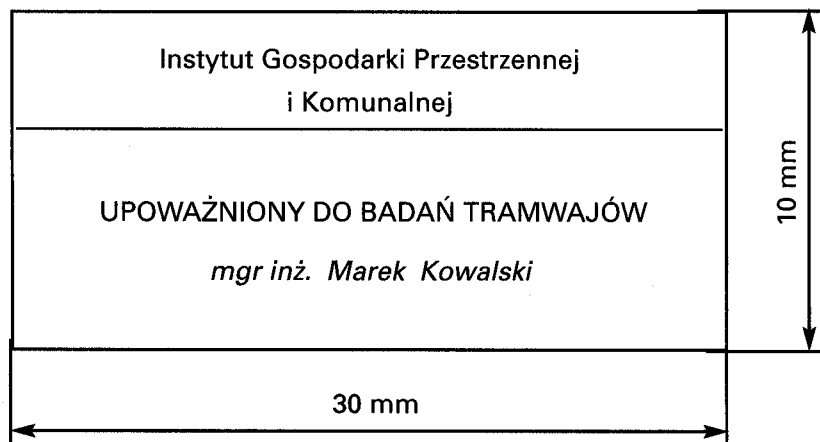 Instytut Gospodarki Przestrzennej
i Komunalnej
UPOWAŻNIONY DO BADAŃ TRAMWAJÓW
mgr inż. Marek Kowalski
10 mm
30 mm